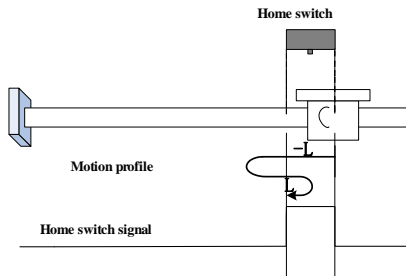 Home switch
−L
Motion profile
L
Home switch signal